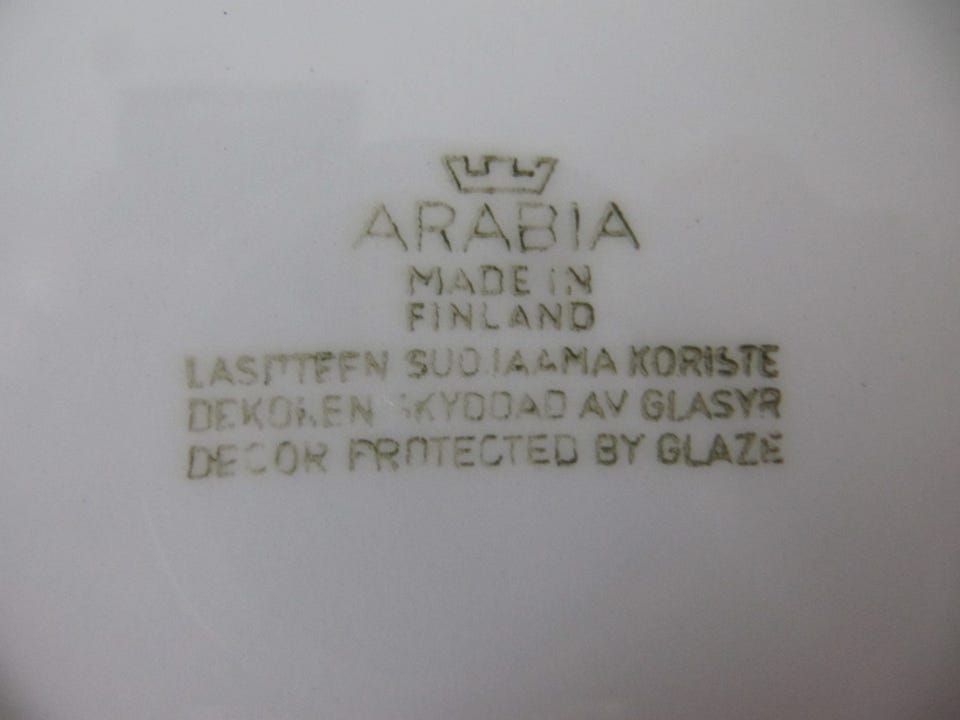 ARABIA
MADE IN
FINLAND
LASITTEEN SUOJAAMA KORISTE
DEKOREN SKYDDAD AV GLASYR
DECOR PROTECTED BY GLAZE